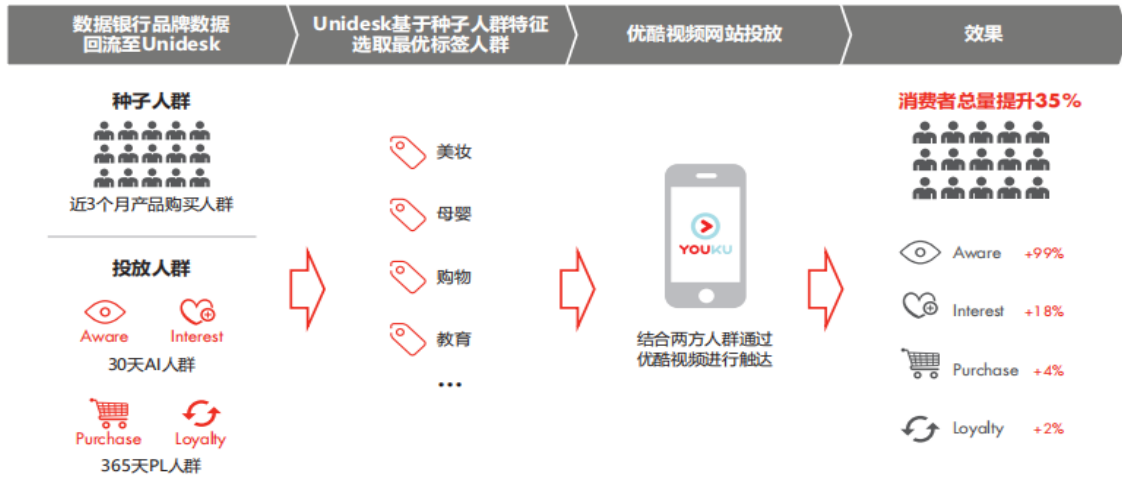 数据银行品牌数据
回流至Unidesk
Unidesk基于种子人群特征
选取最优标签人群
优酷视频网站投放
效果
种子人群
近3个月产品购买人群
投放人群
Aware
Interest
30天AI人群
Purchase
Loyalty
365天PL人群
美妆
母婴
购物
教育
...
YOUKU
结合两方人群通过
优酷视频进行触达
消费者总量提升35%
Aware +99%
Interest +18%
Purchase +4%
Loyalty +2%